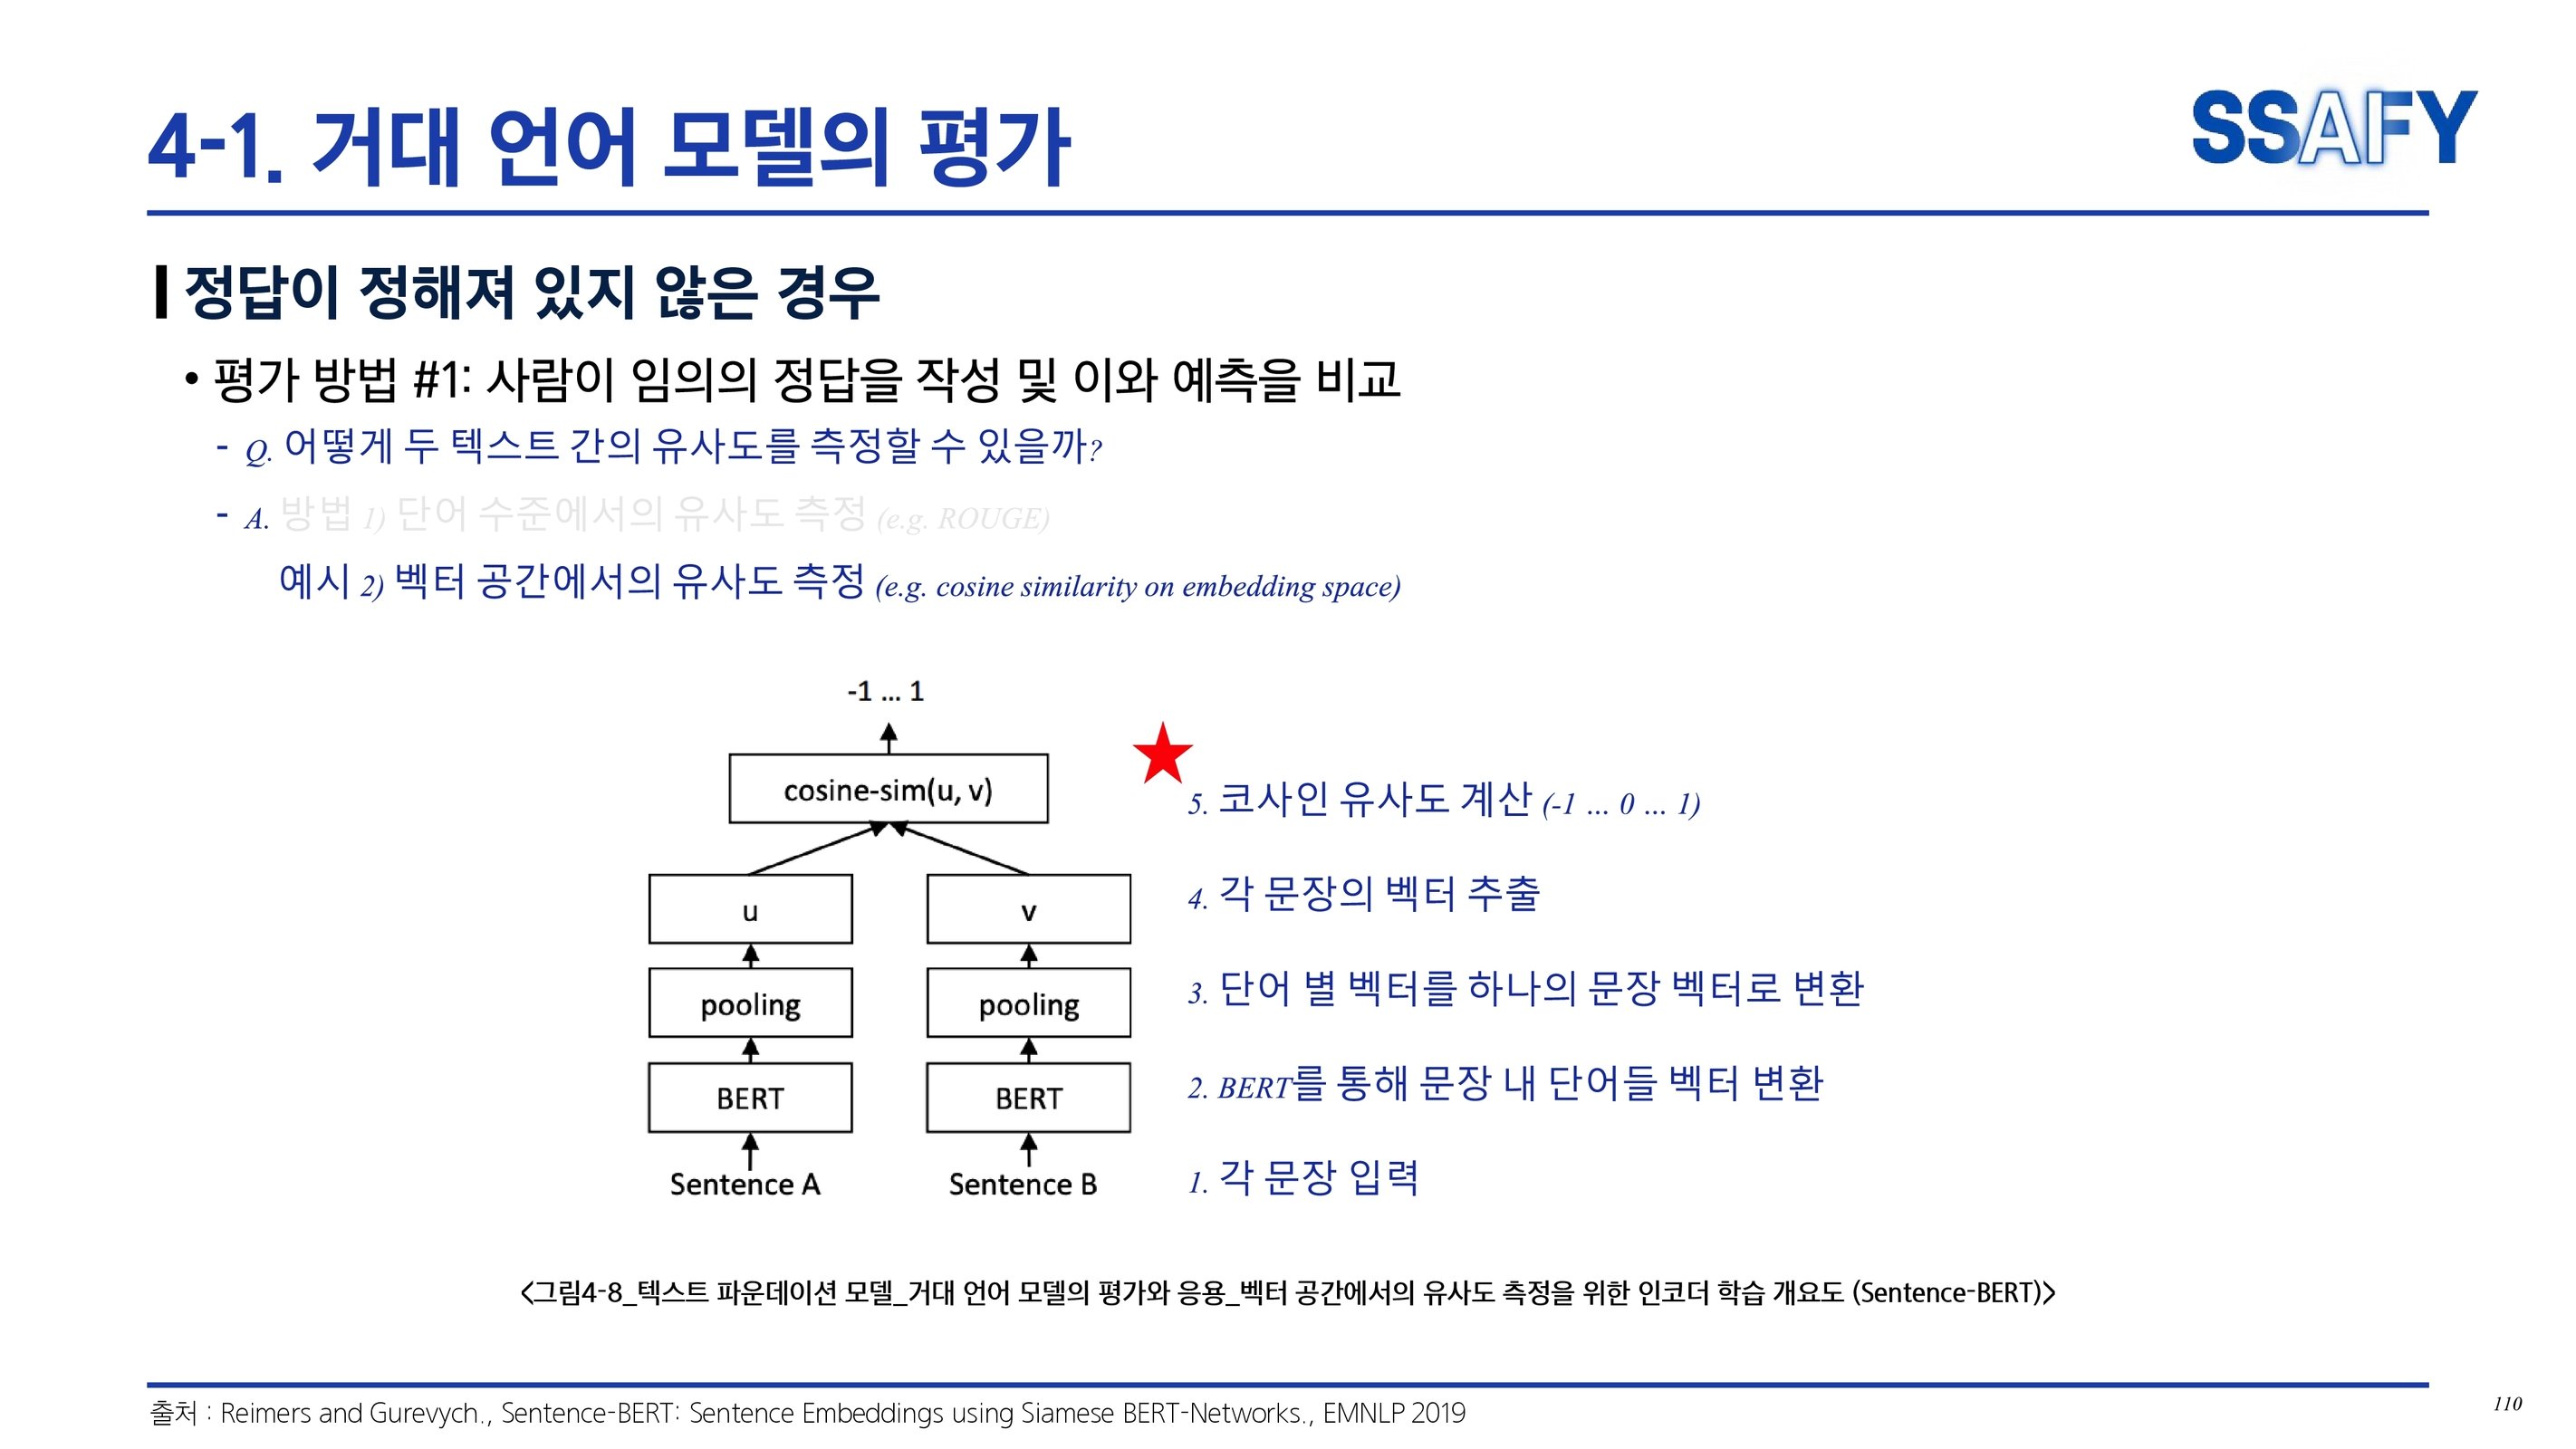 4-1. 거대 언어 모델의 평가
SSAFY
정답이 정해져 있지 않은 경우
• 평가 방법 #1: 사람이 임의의 정답을 작성 및 이와 예측을 비교
- Q. 어떻게 두 텍스트 간의 유사도를 측정할 수 있을까?
- A. 방법 1) 단어 수준에서의 유사도 측정 (e.g. ROUGE)
예시 2) 벡터 공간에서의 유사도 측정 (e.g. cosine similarity on embedding space)
-1 ... 1
cosine-sim(u, v)
5. 코사인 유사도 계산 (-1 ... 0 ... 1)
u v
4. 각 문장의 벡터 추출
pooling pooling
3. 단어 별 벡터를 하나의 문장 벡터로 변환
BERT BERT
2. BERT를 통해 문장 내 단어들 벡터 변환
Sentence A Sentence B
1. 각 문장 입력
<그림4-8_텍스트 파운데이션 모델_거대 언어 모델의 평가와 응용_벡터 공간에서의 유사도 측정을 위한 인코더 학습 개요도 (Sentence-BERT)>
출처 : Reimers and Gurevych., Sentence-BERT: Sentence Embeddings using Siamese BERT-Networks., EMNLP 2019
110